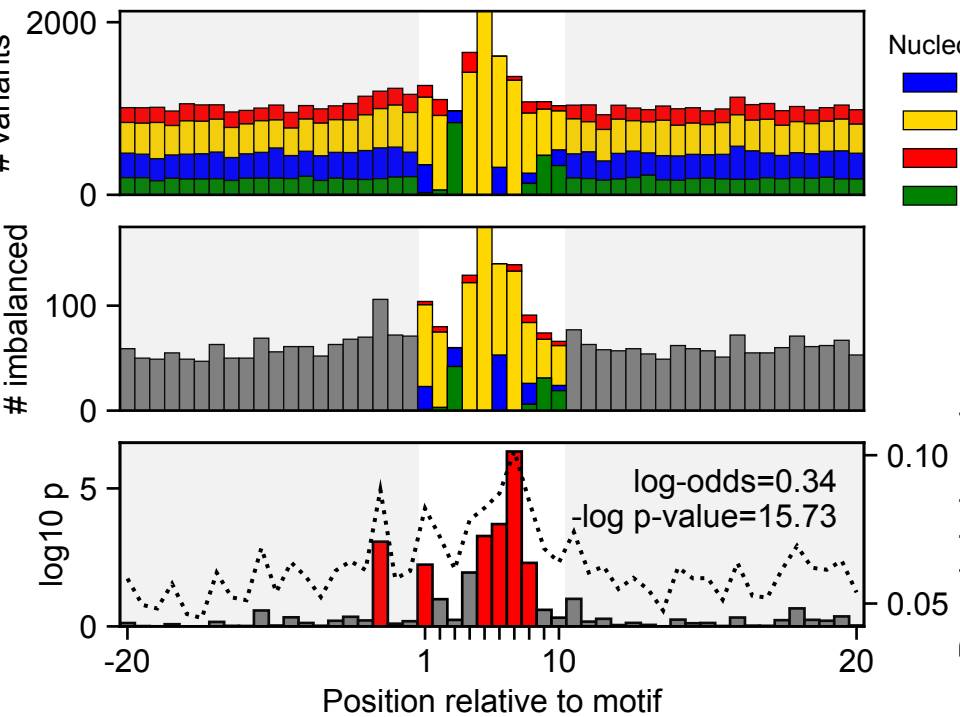 2000
0
# variants
Nucleo
100
0
# imbalanced
5
0
log10 p
log-odds=0.34
-log p-value=15.73
0.10
0.05
-20
1
10
20
Position relative to motif